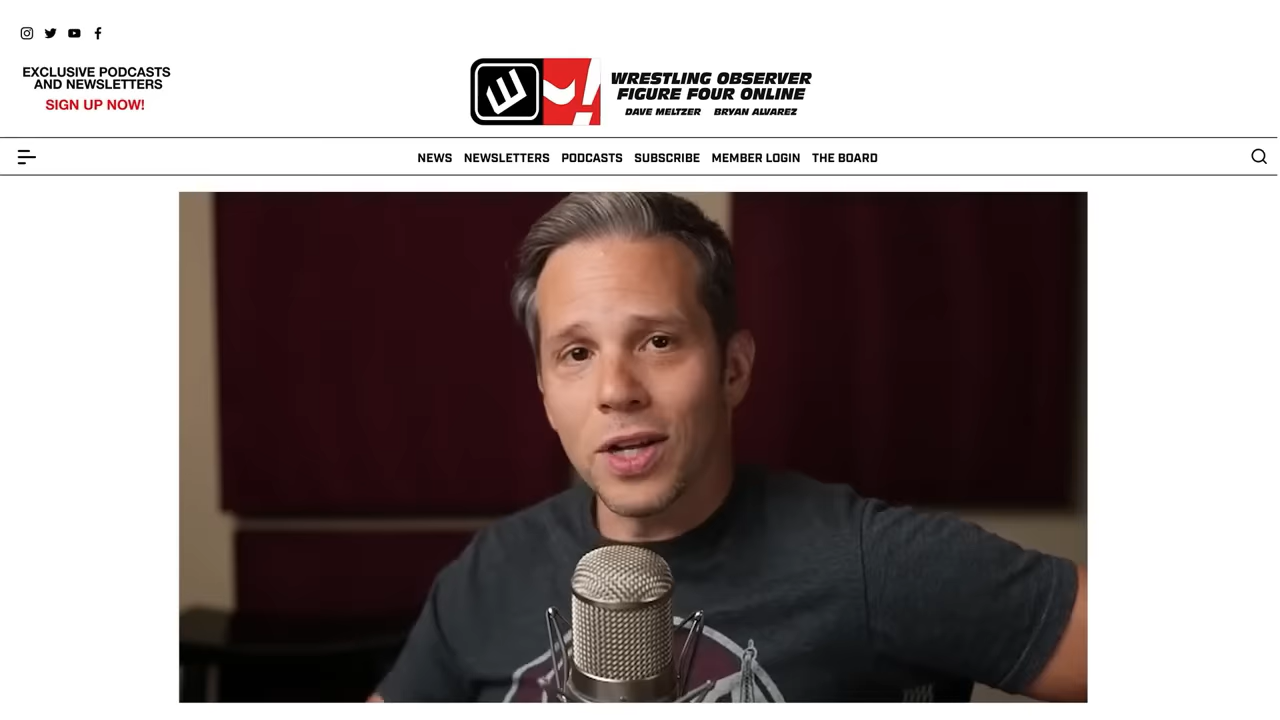 EXCLUSIVE PODCASTS
AND NEWSLETTERS
SIGN UP NOW!
WRESTLING OBSERVER
FIGURE FOUR ONLINE
DAVE MELTZER BRYAN ALVAREZ
NEWS NEWSLETTERS PODCASTS SUBSCRIBE MEMBER LOGIN THE BOARD